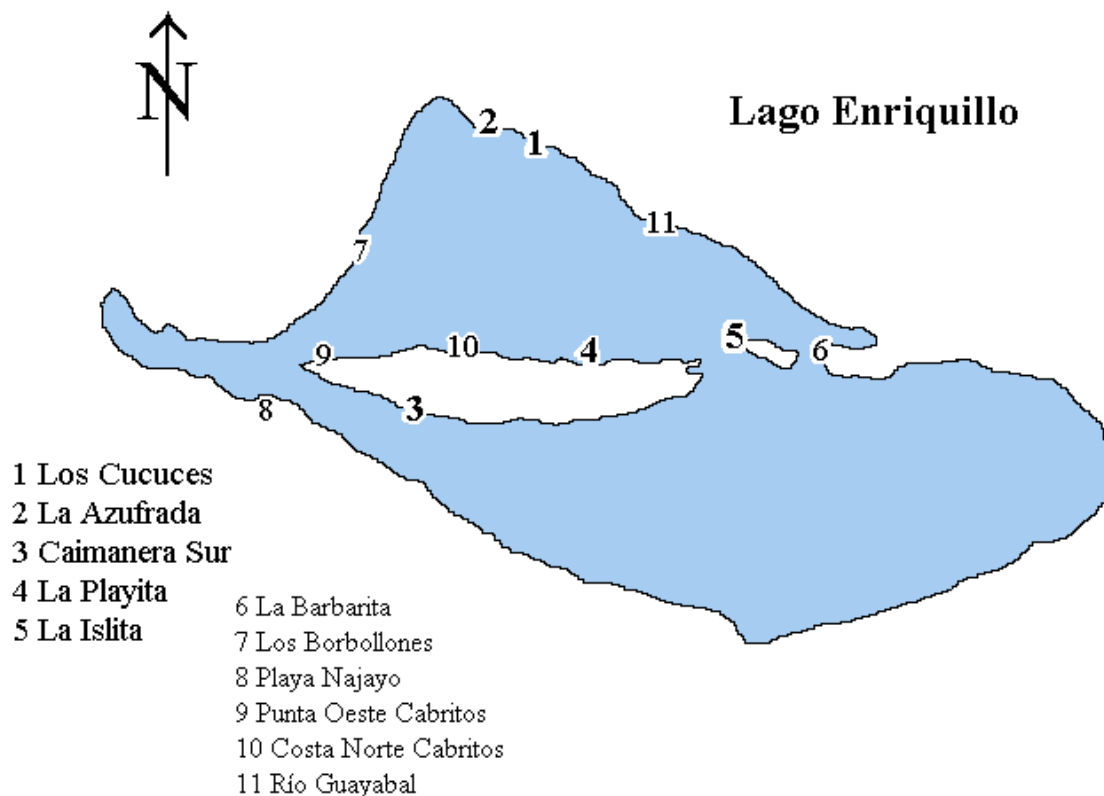 N
Lago Enriquillo
2
1
11
7
5
6
10
4
9
3
8
1 Los Cucuces
2 La Azufrada
3 Caimanera Sur
4 La Playita
5 La Islita
6 La Barbarita
7 Los Borbollones
8 Playa Najayo
9 Punta Oeste Cabritos
10 Costa Norte Cabritos
11 Río Guayabal